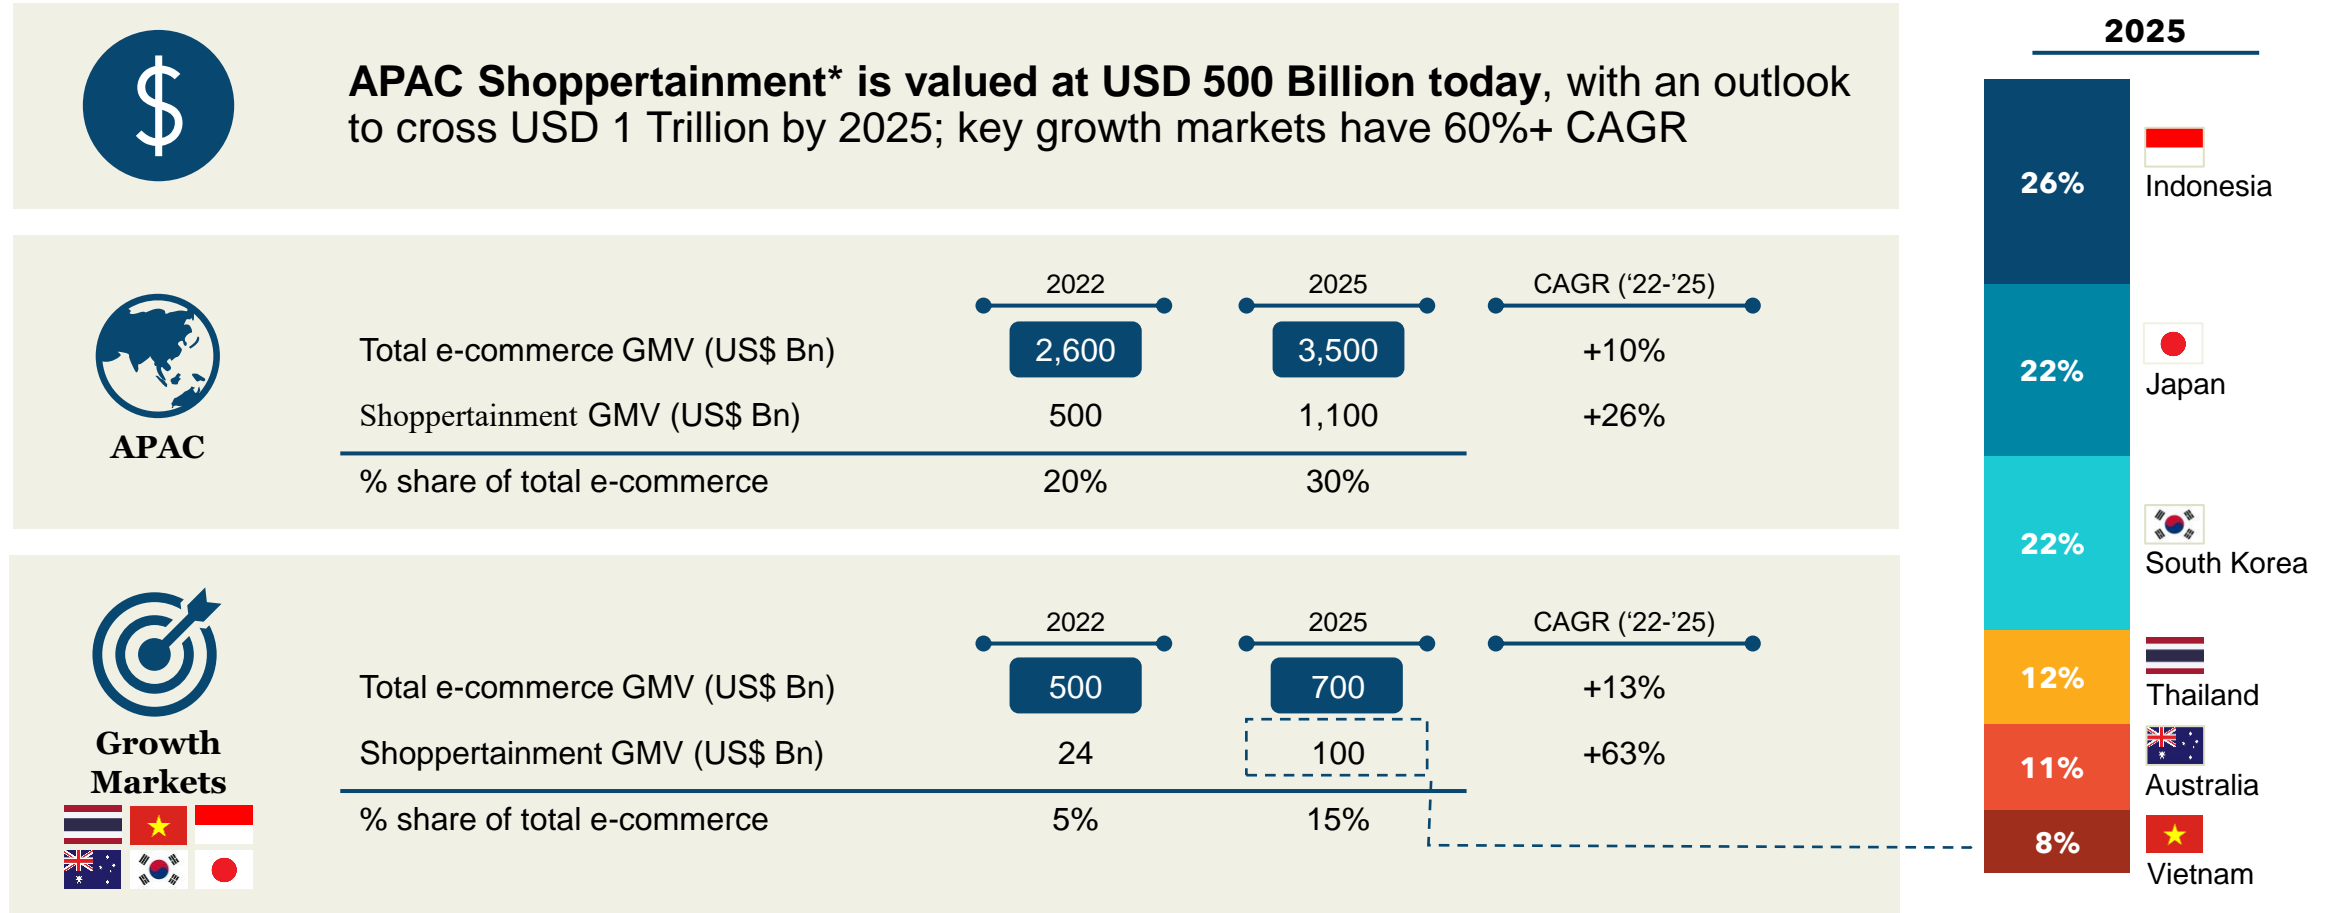 APAC Shoppertainment* is valued at USD 500 Billion today, with an outlook
to cross USD 1 Trillion by 2025; key growth markets have 60%+ CAGR
APAC
2022 2025 CAGR (‘22-’25)
Total e-commerce GMV (US$ Bn) 2,600 3,500 +10%
Shoppertainment GMV (US$ Bn) 500 1,100 +26%
% share of total e-commerce 20% 30%
Growth
Markets
2022 2025 CAGR (‘22-’25)
Total e-commerce GMV (US$ Bn) 500 700 +13%
Shoppertainment GMV (US$ Bn) 24 100 +63%
% share of total e-commerce 5% 15%
2025
26% Indonesia
22% Japan
22% South Korea
12% Thailand
11% Australia
8% Vietnam